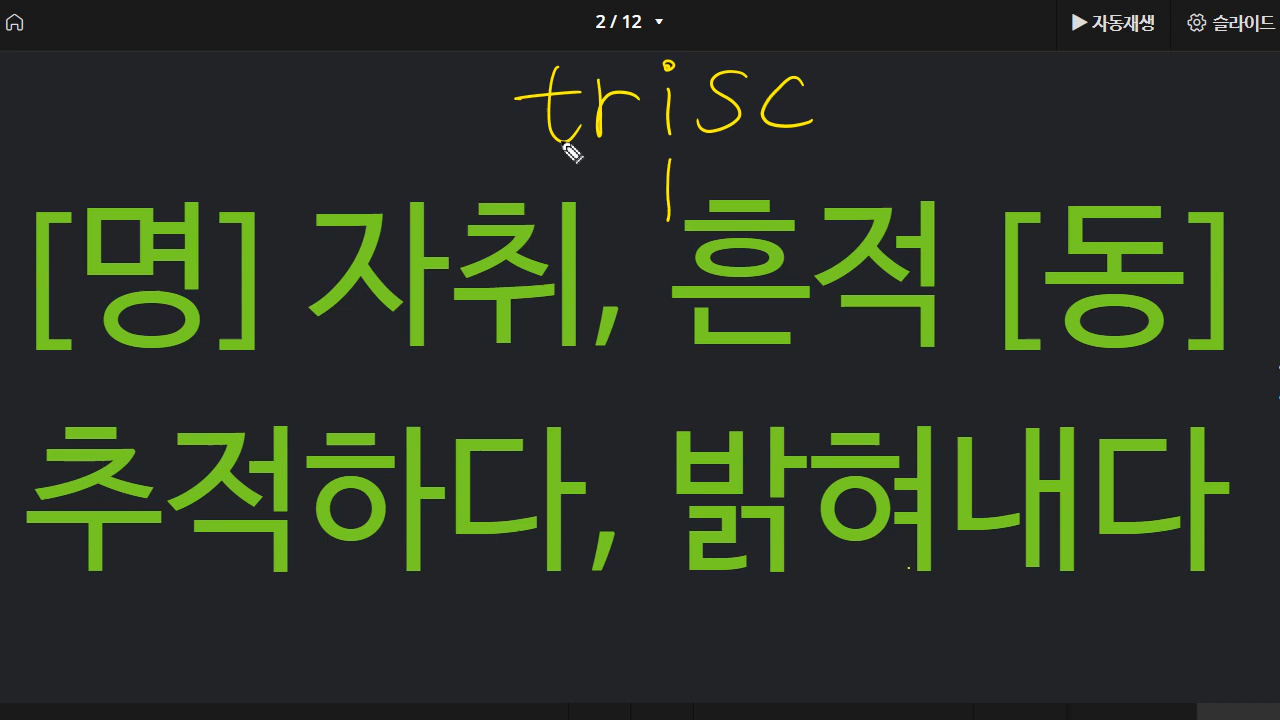 2 / 12
자동재생
슬라이드
trisc
[명] 자취, 흔적 [동]
추적하다, 밝혀내다